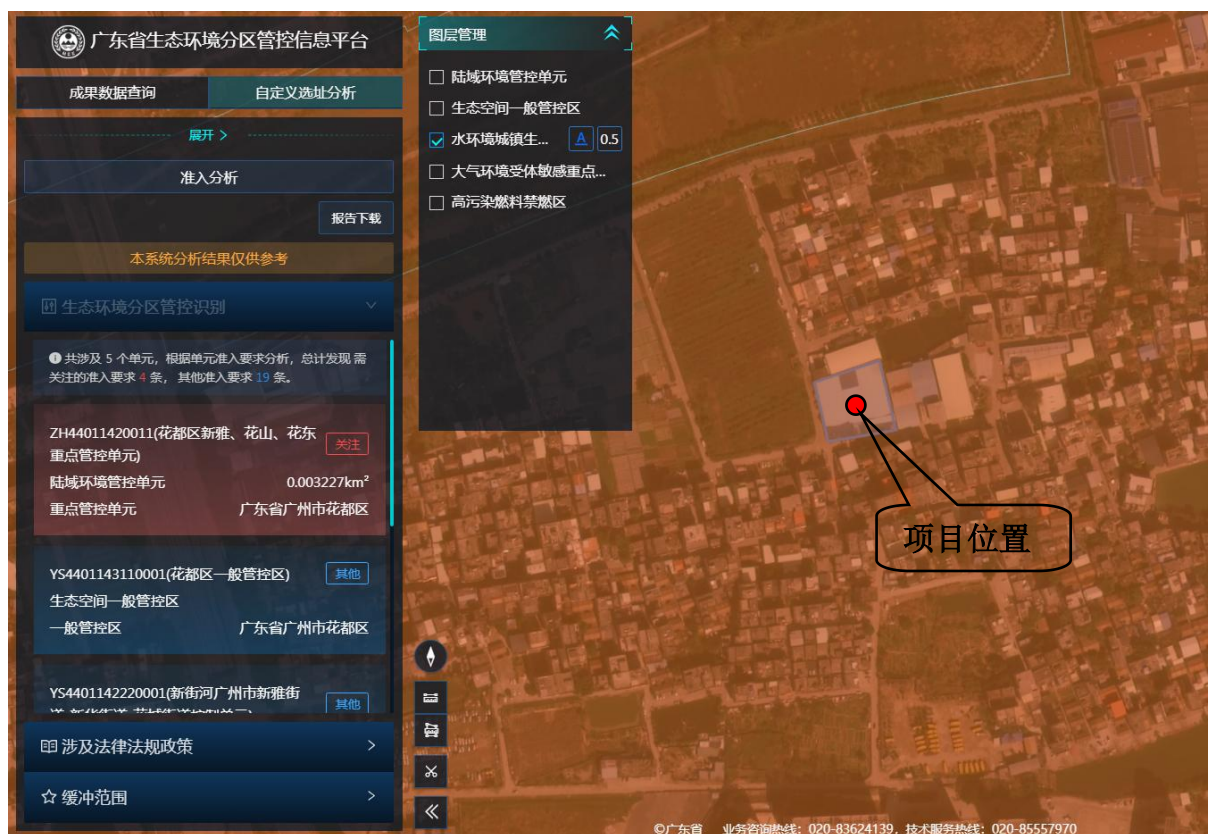 广东省生态环境分区管控信息平台
成果数据查询
自定义选址分析
展开 >
准入分析
报告下载
本系统分析结果仅供参考
生态环境分区管控识别
共涉及 5 个单元，根据单元准入要求分析，总计发现 需
关注的准入要求 4 条， 其他准入要求 19 条。
ZH44011420011(花都区新雅、花山、花东
重点管控单元)
关注
陆域环境管控单元
0.003227km²
重点管控单元
广东省广州市花都区
YS4401143110001(花都区一般管控区)
其他
生态空间一般管控区
一般管控区
广东省广州市花都区
YS4401142220001(新街河广州市新雅街
道-新华街道-花城街道控制单元)
其他
涉及法律法规政策
缓冲范围
图层管理
陆域环境管控单元
生态空间一般管控区
水环境城镇生...
A
0.5
大气环境受体敏感重点...
高污染燃料禁燃区
项目位置
©广东省 业务咨询热线：020-83624139，技术服务热线：020-85557970